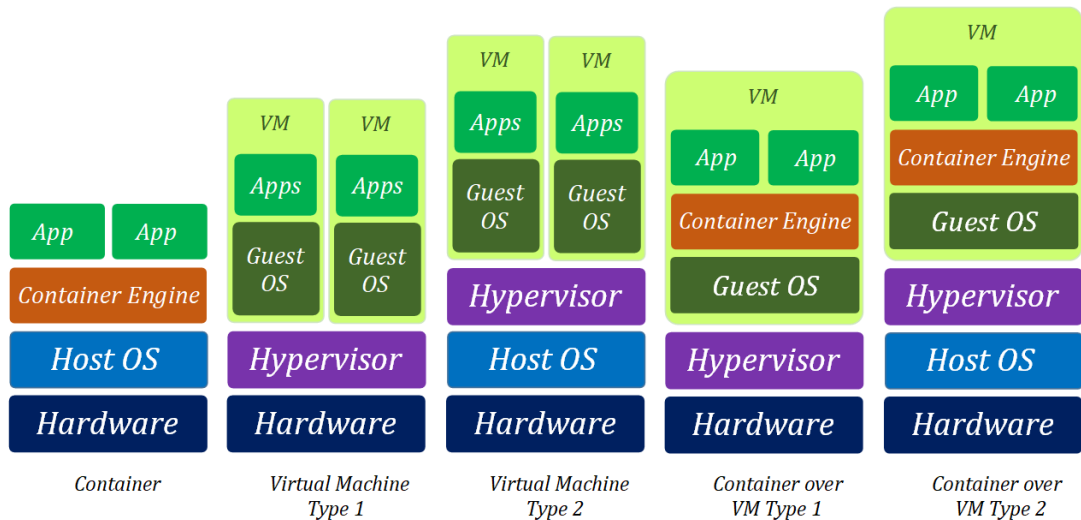 App
App
Container Engine
Host OS
Hardware
Container
VM
VM
Apps
Apps
Guest
OS
Guest
OS
Hypervisor
Hardware
Virtual Machine
Type 1
VM
VM
Apps
Apps
Guest
OS
Guest
OS
Hypervisor
Host OS
Hardware
Virtual Machine
Type 2
VM
App
App
Container Engine
Guest OS
Hypervisor
Hardware
Container over
VM Type 1
VM
App
App
Container Engine
Guest OS
Hypervisor
Host OS
Hardware
Container over
VM Type 2